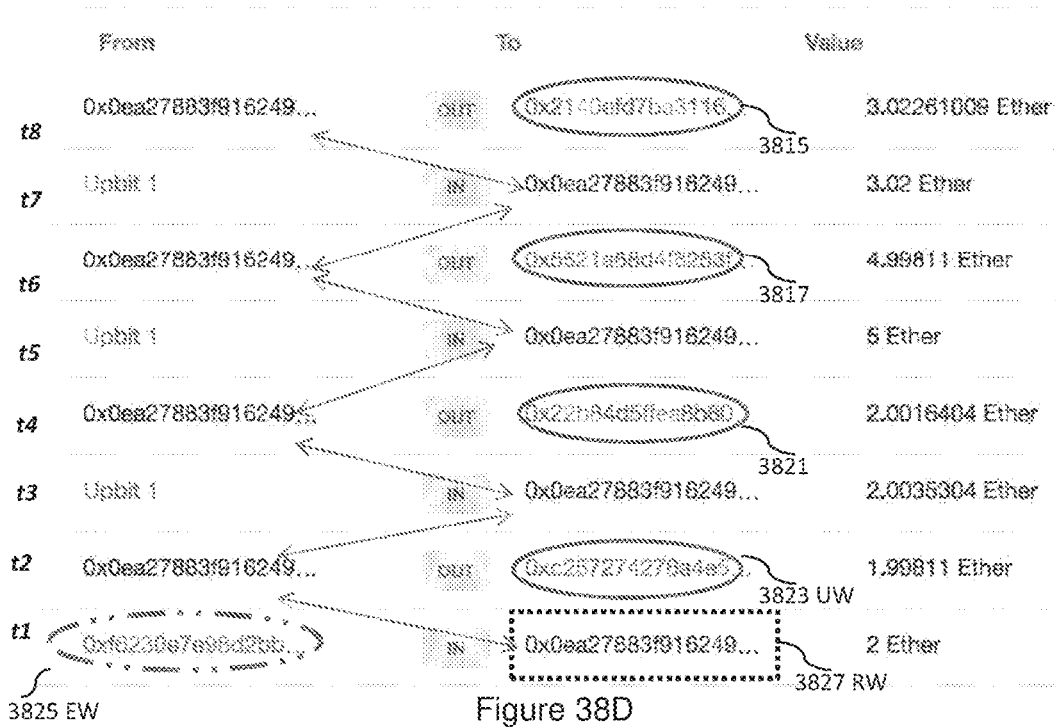 From To Value
0x0ea27883f916249... OUT 3.02261009 Ether
t8
3815
Upbit 1 IN 0x0ea27883f916249... 3.02 Ether
t7
0x0ea27883f916249... OUT 4.99811 Ether
t6
3817
Upbit 1 IN 0x0ea27883f916249... 5 Ether
t5
0x0ea27883f916249... OUT 2.0016404 Ether
t4
3821
t3 Upbit 1 IN 0x0ea27883f916249... 2.0035304 Ether
t2 0x0ea27883f916249... OUT 1.99811 Ether
3823 UW
t1
IN 0x0ea27883f916249... 2 Ether
3827 RW
3825 EW
Figure 38D